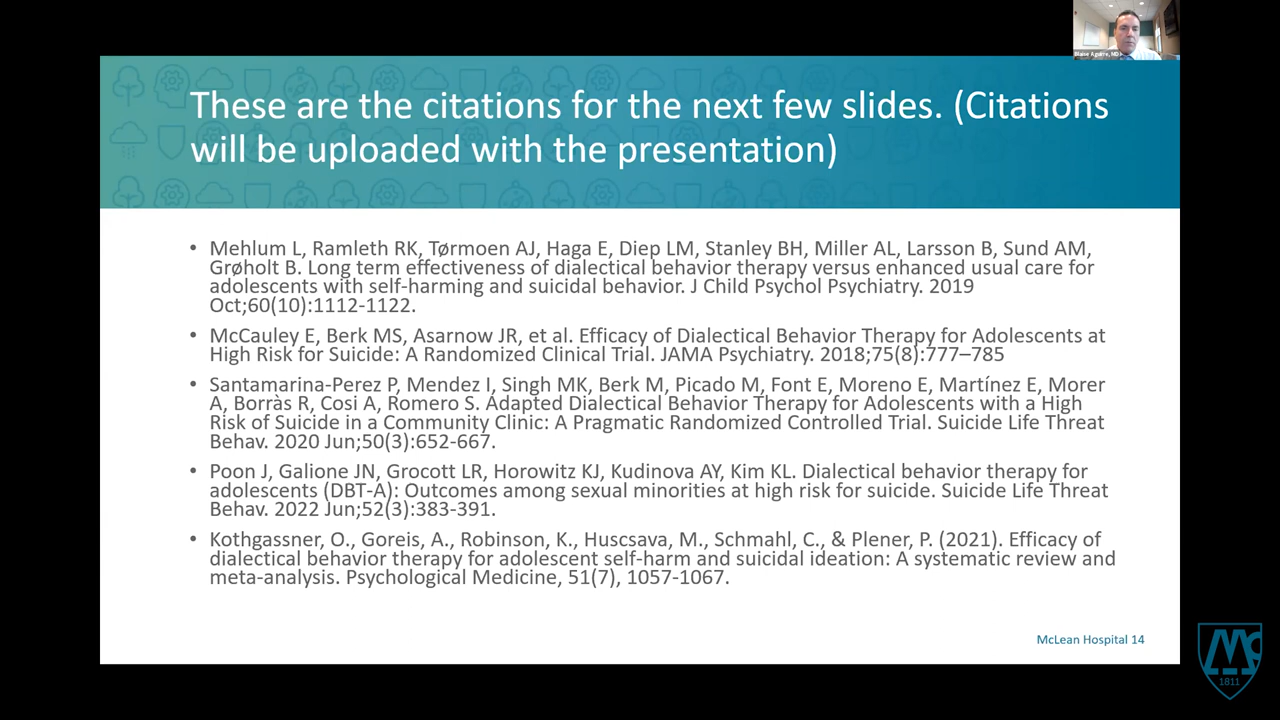 Blaise Aguirre, MD
These are the citations for the next few slides. (Citations
will be uploaded with the presentation)
• Mehlum L, Ramleth RK, Tørmoen AJ, Haga E, Diep LM, Stanley BH, Miller AL, Larsson B, Sund AM,
Grøholt B. Long term effectiveness of dialectical behavior therapy versus enhanced usual care for
adolescents with self-harming and suicidal behavior. J Child Psychol Psychiatry. 2019
Oct;60(10):1112-1122.
• McCauley E, Berk MS, Asarnow JR, et al. Efficacy of Dialectical Behavior Therapy for Adolescents at
High Risk for Suicide: A Randomized Clinical Trial. JAMA Psychiatry. 2018;75(8):777–785
• Santamarina-Perez P, Mendez I, Singh MK, Berk M, Picado M, Font E, Moreno E, Martínez E, Morer
A, Borràs R, Cosi A, Romero S. Adapted Dialectical Behavior Therapy for Adolescents with a High
Risk of Suicide in a Community Clinic: A Pragmatic Randomized Controlled Trial. Suicide Life Threat
Behav. 2020 Jun;50(3):652-667.
• Poon J, Galione JN, Grocott LR, Horowitz KJ, Kudinova AY, Kim KL. Dialectical behavior therapy for
adolescents (DBT-A): Outcomes among sexual minorities at high risk for suicide. Suicide Life Threat
Behav. 2022 Jun;52(3):383-391.
• Kothgassner, O., Goreis, A., Robinson, K., Huscsava, M., Schmahl, C., & Plener, P. (2021). Efficacy of
dialectical behavior therapy for adolescent self-harm and suicidal ideation: A systematic review and
meta-analysis. Psychological Medicine, 51(7), 1057-1067.
McLean Hospital 14
Mc
1811